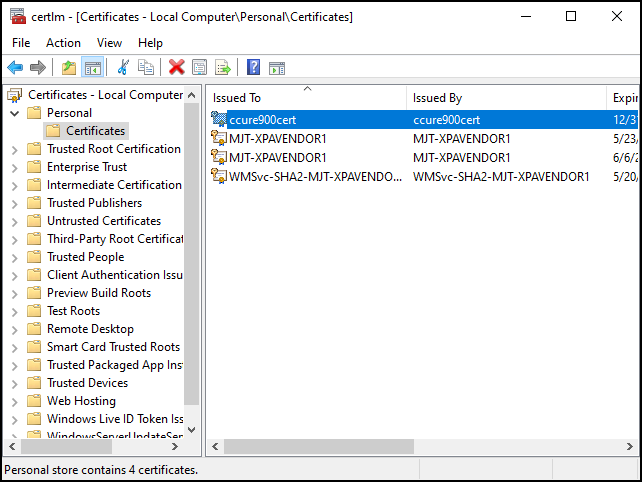 certlm - [Certificates - Local Computer\Personal\Certificates]
File Action View Help
Certificates - Local Computer
Personal
Certificates
Trusted Root Certification
Enterprise Trust
Intermediate Certification
Trusted Publishers
Untrusted Certificates
Third-Party Root Certificat
Trusted People
Client Authentication Issu
Preview Build Roots
Test Roots
Remote Desktop
Smart Card Trusted Roots
Trusted Packaged App Inst
Trusted Devices
Web Hosting
Windows Live ID Token Iss
WindowsServerUpdateSer
Issued To Issued By Expir
ccure900cert ccure900cert 12/31
MJT-XPAVENDOR1 MJT-XPAVENDOR1 5/23,
MJT-XPAVENDOR1 MJT-XPAVENDOR1 6/6/2
WMSvc-SHA2-MJT-XPAVENDO... WMSvc-SHA2-MJT-XPAVENDOR1 5/20,
Personal store contains 4 certificates.